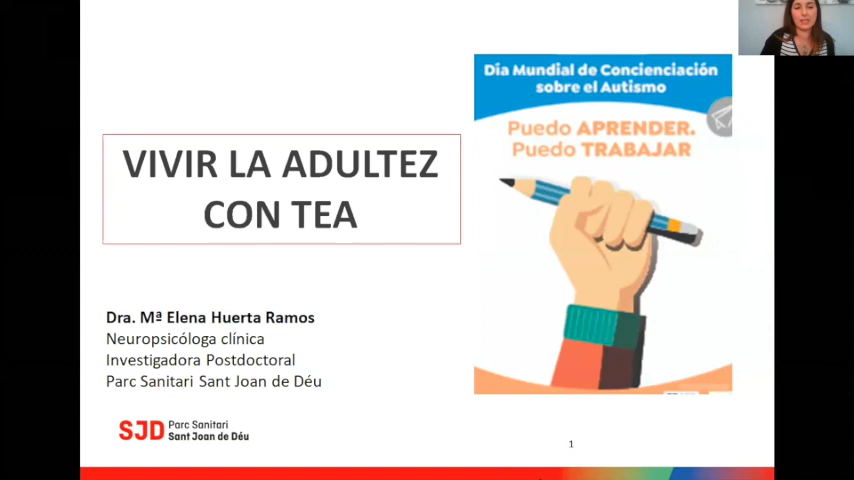 Día Mundial de Concienciación
sobre el Autismo
Puedo APRENDER.
Puedo TRABAJAR
VIVIR LA ADULTEZ
CON TEA
Dra. Mª Elena Huerta Ramos
Neuropsicóloga clínica
Investigadora Postdoctoral
Parc Sanitari Sant Joan de Déu
SJD Parc Sanitari
Sant Joan de Déu
1